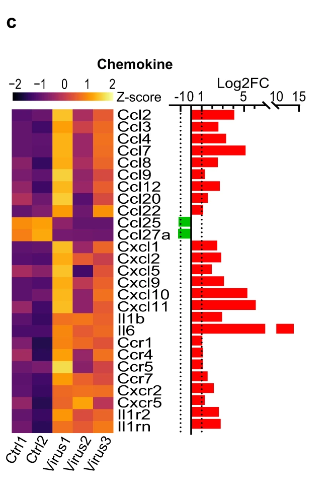 c
Chemokine
Log2FC
−2 −1 0 1 2
Z-score
-1 0 1 5 10 15
Ccl2
Ccl3
Ccl4
Ccl7
Ccl8
Ccl9
Ccl12
Ccl20
Ccl22
Ccl25
Ccl27a
Cxcl1
Cxcl2
Cxcl5
Cxcl9
Cxcl10
Cxcl11
Il1b
Il6
Ccr1
Ccr4
Ccr5
Ccr7
Cxcr2
Cxcr5
Il1r2
Il1rn
Ctrl1 Ctrl2 Virus1 Virus2 Virus3